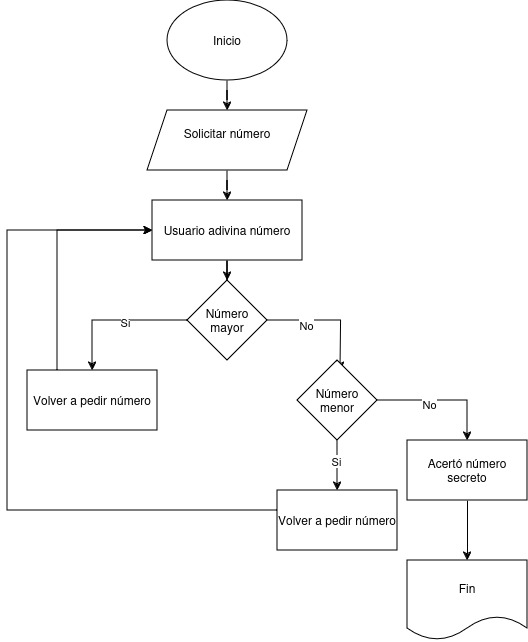 Inicio
Solicitar número
Usuario adivina número
Número
mayor
Si
No
Volver a pedir número
Número
menor
No
Si
Acertó número
secreto
Volver a pedir número
Fin